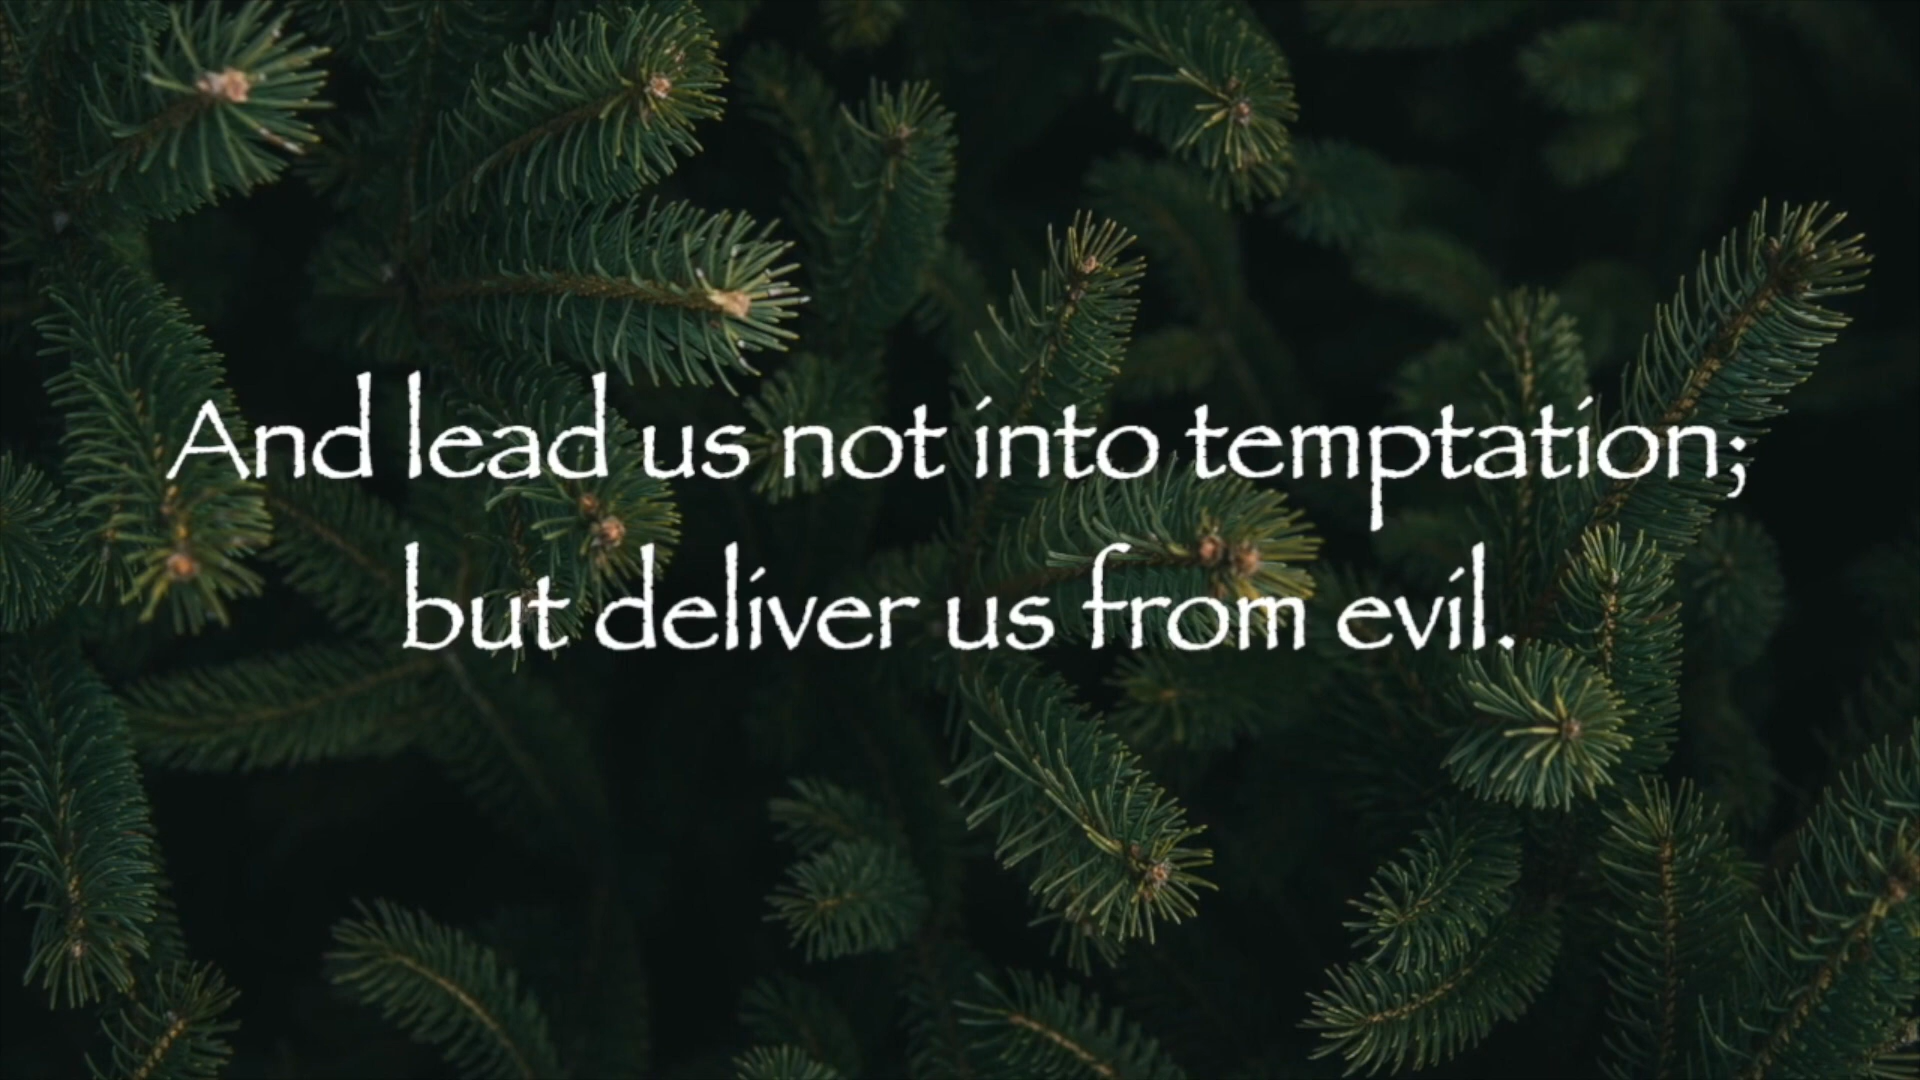 And lead us not into temptation;
but deliver us from evil.